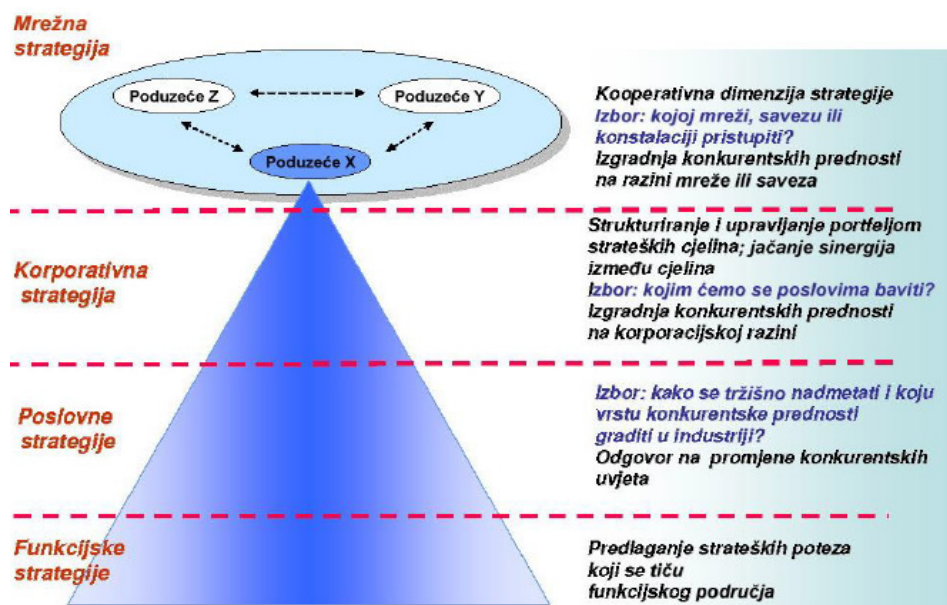 Mrežna
strategija
Poduzeće Z
Poduzeće Y
Poduzeće X
Kooperativna dimenzija strategije
Izbor: kojoj mreži, savezu ili
konstalaciji pristupiti?
Izgradnja konkurentskih prednosti
na razini mreže ili saveza
Korporativna
strategija
Strukturiranje i upravljanje portfeljom
strateških cjelina; jačanje sinergija
između cjelina
Izbor: kojim ćemo se poslovima baviti?
Izgradnja konkurentskih prednosti
na korporacijskoj razini
Poslovne
strategije
Izbor: kako se tržišno nadmetati i koju
vrstu konkurentske prednosti
graditi u industriji?
Odgovor na promjene konkurentskih
uvjeta
Funkcijske
strategije
Predlaganje strateških poteza
koji se tiču
funkcijskog područja